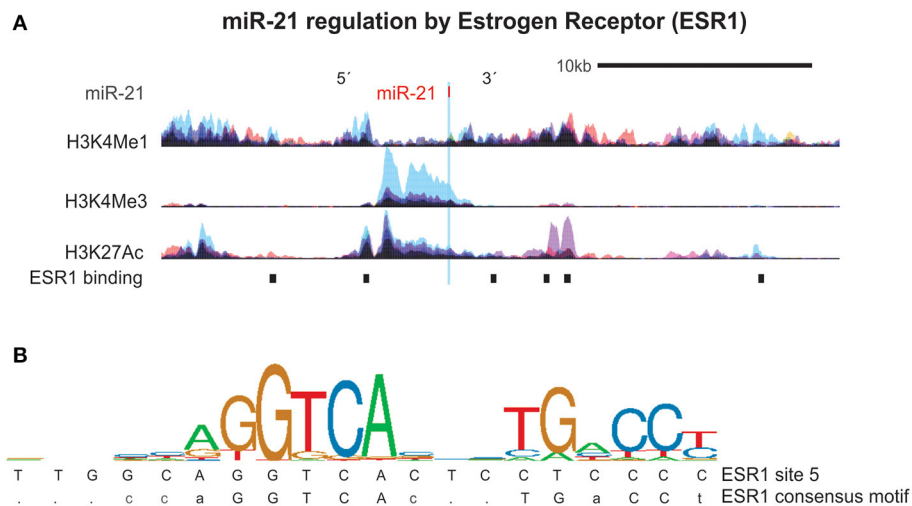 A
miR-21 regulation by Estrogen Receptor (ESR1)
10kb
5´ 3´
miR-21 miR-21
H3K4Me1
H3K4Me3
H3K27Ac
ESR1 binding
B
A G G T C A T G A C C T
T T G G C A G G T C A C T C C T C C C C ESR1 site 5
. . . g c c a G G T C A c . . T G a C C t ESR1 consensus motif